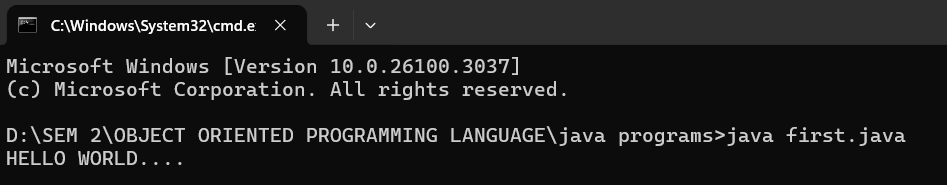 C:\Windows\System32\cmd.e
Microsoft Windows [Version 10.0.26100.3037]
(c) Microsoft Corporation. All rights reserved.
D:\SEM 2\OBJECT ORIENTED PROGRAMMING LANGUAGE\java programs>java first.java
HELLO WORLD....